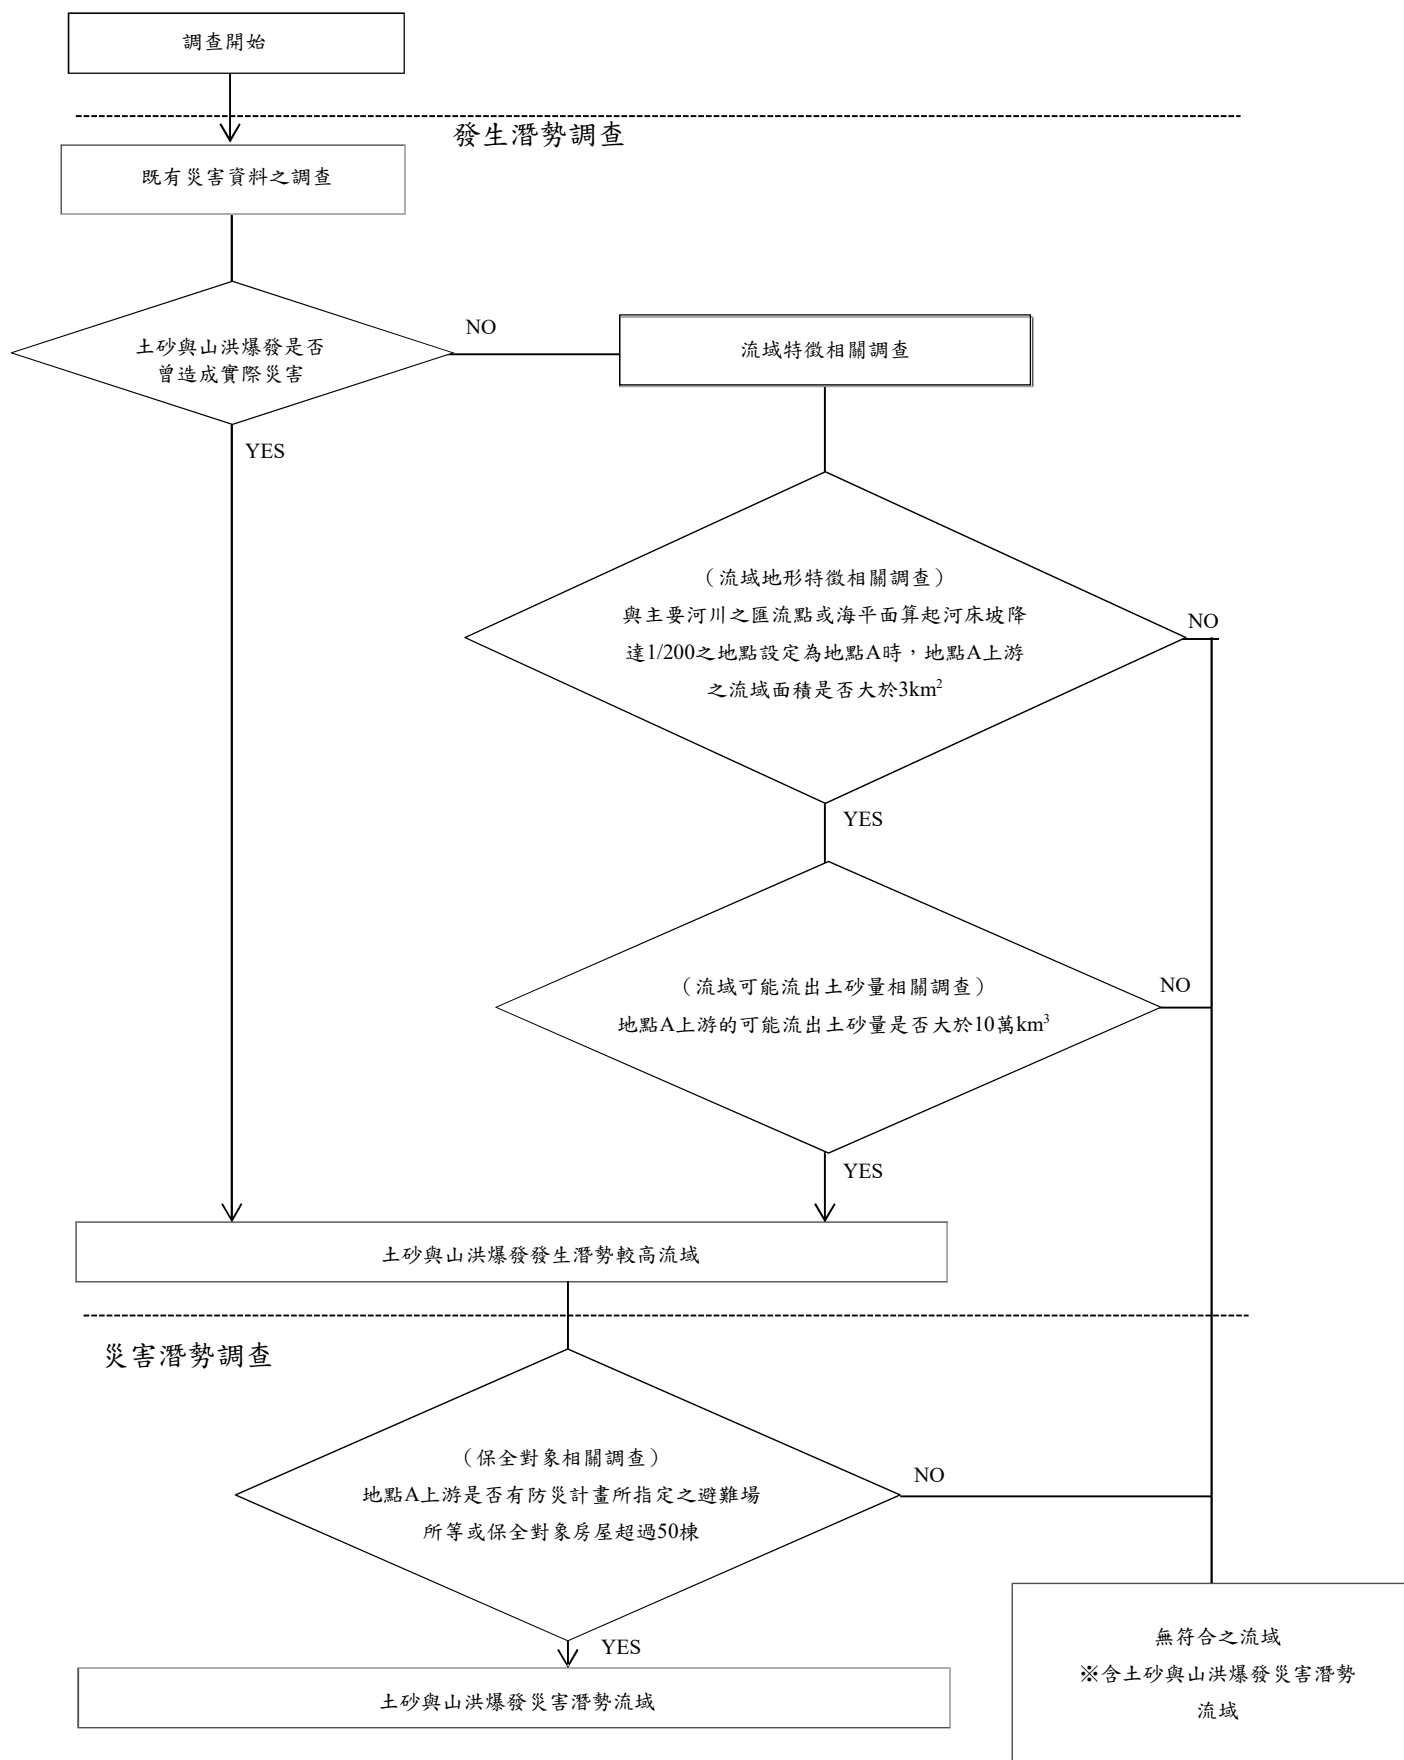 調查開始
發生潛勢調查
既有災害資料之調查
土砂與山洪爆發是否
曾造成實際災害
NO
YES
流域特徵相關調查
（流域地形特徵相關調查）
與主要河川之匯流點或海平面算起河床坡降
達1/200之地點設定為地點A時，地點A上游
之流域面積是否大於3km²
NO
YES
（流域可能流出土砂量相關調查）
地點A上游的可能流出土砂量是否大於10萬km³
NO
YES
土砂與山洪爆發發生潛勢較高流域
災害潛勢調查
（保全對象相關調查）
地點A上游是否有防災計畫所指定之避難場
所等或保全對象房屋超過50棟
NO
YES
土砂與山洪爆發災害潛勢流域
無符合之流域
※含土砂與山洪爆發災害潛勢
流域